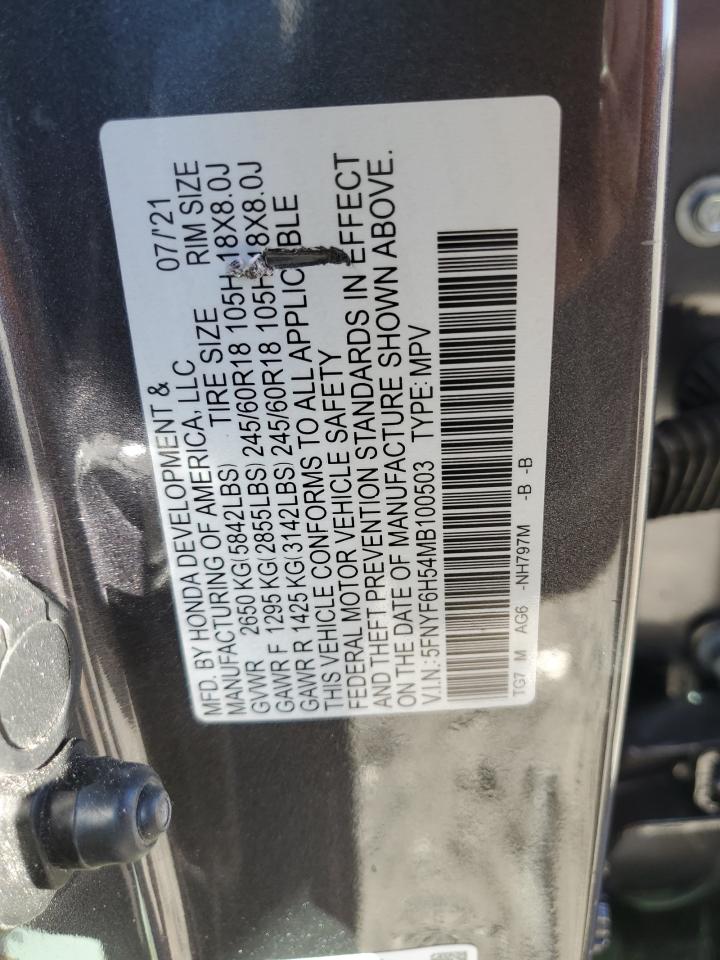 MFD. BY HONDA DEVELOPMENT & 07/'21
MANUFACTURING OF AMERICA, LLC
TIRE SIZE RIM SIZE
GVWR 2650 KG(5842LBS)
GAWR F 1295 KG(2855LBS) 245/60R18 105H 18X8.0J
GAWR R 1425 KG(3142LBS) 245/60R18 105H 8X8.0J
THIS VEHICLE CONFORMS TO ALL APPLIC BLE
FEDERAL MOTOR VEHICLE SAFETY
AND THEFT PREVENTION STANDARDS IN EFFECT
ON THE DATE OF MANUFACTURE SHOWN ABOVE.
V.I.N.:5FNYF6H54MB100503 TYPE: MPV
TG7 M AG6 -NH797M -B -B